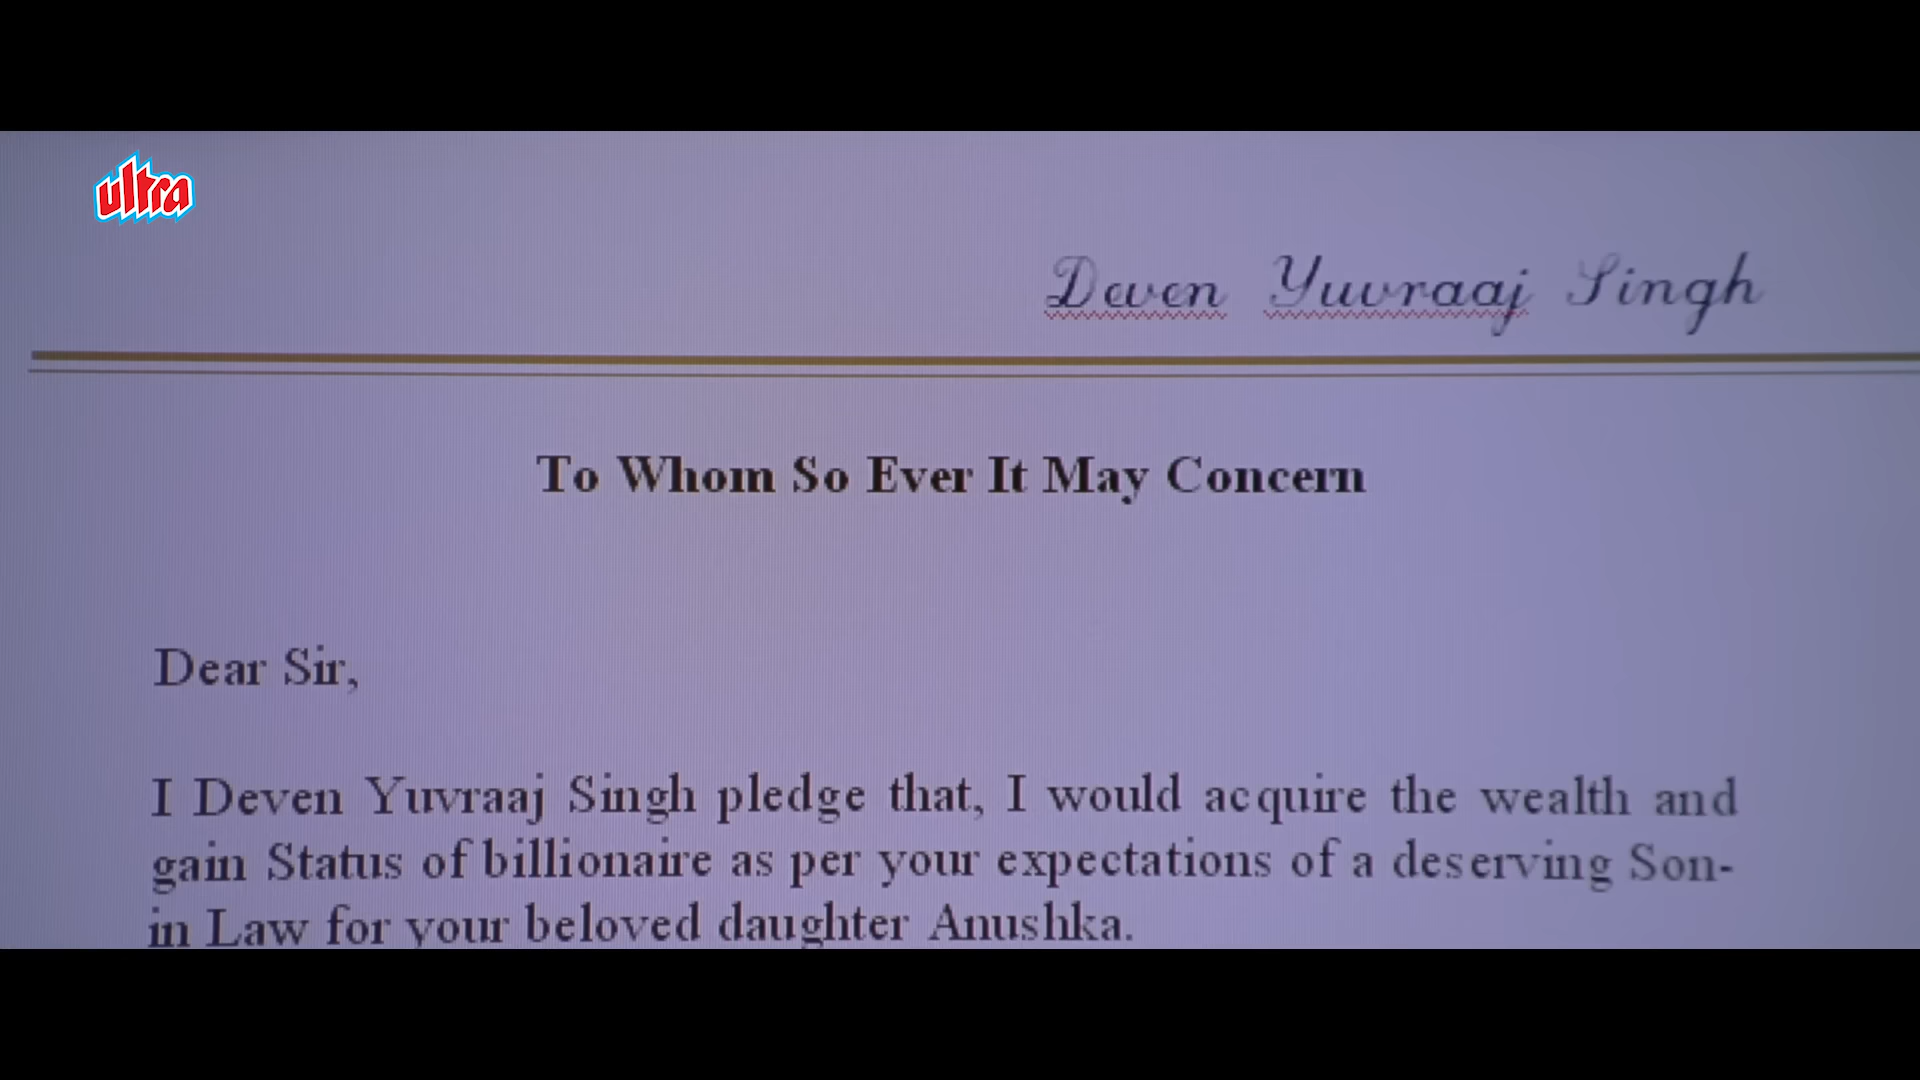 ultra
Deven Yuvraaj Singh
To Whom So Ever It May Concern
Dear Sir,
I Deven Yuvraaj Singh pledge that, I would acquire the wealth and
gain Status of billionaire as per your expectations of a deserving Son-
in Law for your beloved daughter Anushka.